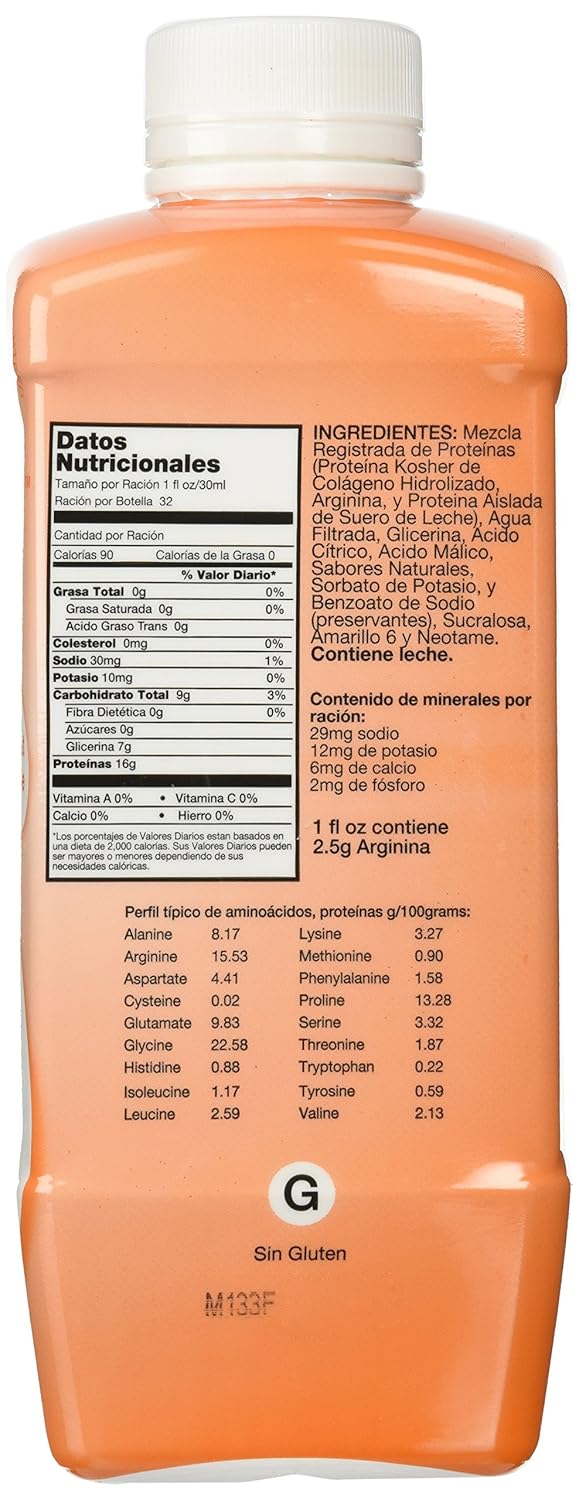 Datos
Nutricionales
Tamaño por Ración 1 fl oz/30ml
Ración por Botella 32
Cantidad por Ración
Calorías 90 Calorías de la Grasa 0
% Valor Diario*
Grasa Total 0g 0%
Grasa Saturada 0g 0%
Acido Graso Trans 0g
Colesterol 0mg 0%
Sodio 30mg 1%
Potasio 10mg 0%
Carbohidrato Total 9g 3%
Fibra Dietética 0g 0%
Azúcares 0g
Glicerina 7g
Proteínas 16g
Vitamina A 0% • Vitamina C 0%
Calcio 0% • Hierro 0%
*Los porcentajes de Valores Diarios estan basados en
una dieta de 2,000 calorías. Sus Valores Diarios pueden
ser mayores o menores dependiendo de sus
necesidades calóricas.
INGREDIENTES: Mezcla
Registrada de Proteínas
(Proteína Kosher de
Colágeno Hidrolizado,
Arginina, y Proteina Aislada
de Suero de Leche), Agua
Filtrada, Glicerina, Acido
Cítrico, Acido Málico,
Sabores Naturales,
Sorbato de Potasio, y
Benzoato de Sodio
(preservantes), Sucralosa,
Amarillo 6 y Neotame.
Contiene leche.
Contenido de minerales por
ración:
29mg sodio
12mg de potasio
6mg de calcio
2mg de fósforo
1 fl oz contiene
2.5g Arginina
Perfil típico de aminoácidos, proteínas g/100grams:
Alanine 8.17 Lysine 3.27
Arginine 15.53 Methionine 0.90
Aspartate 4.41 Phenylalanine 1.58
Cysteine 0.02 Proline 13.28
Glutamate 9.83 Serine 3.32
Glycine 22.58 Threonine 1.87
Histidine 0.88 Tryptophan 0.22
Isoleucine 1.17 Tyrosine 0.59
Leucine 2.59 Valine 2.13
G
Sin Gluten
M133F